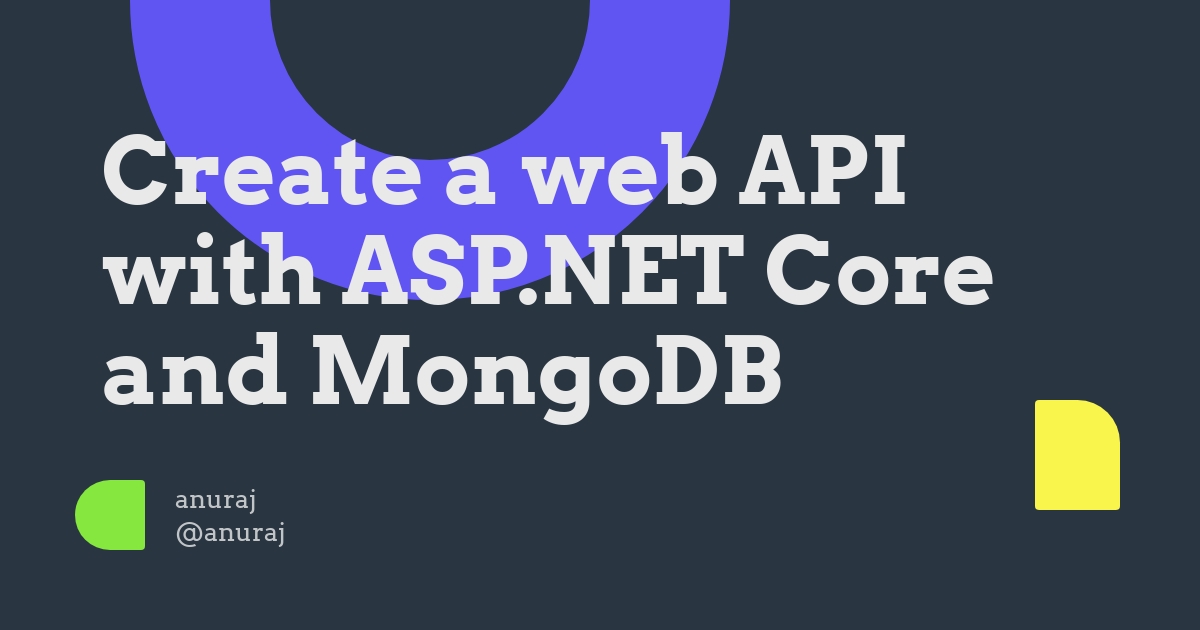 Create a web API
with ASP.NET Core
and MongoDB
anuraj
@anuraj